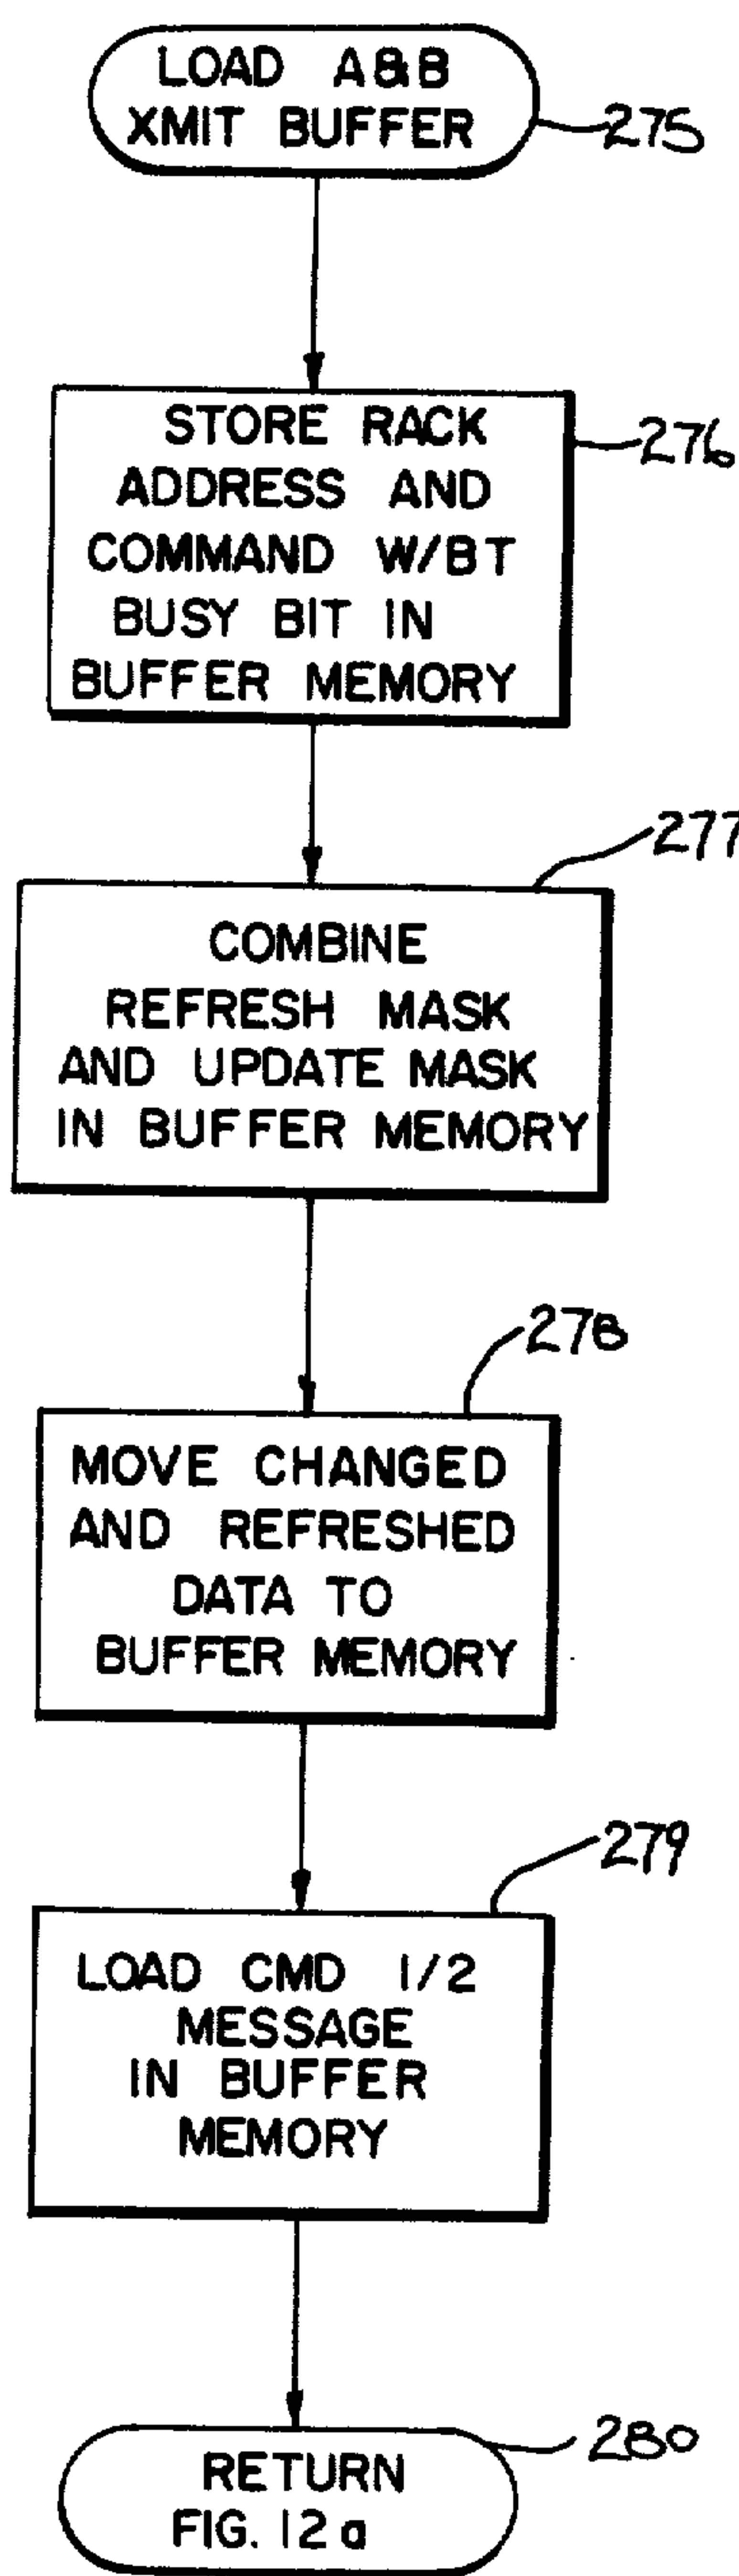 LOAD A&B
XMIT BUFFER
275
STORE RACK
ADDRESS AND
COMMAND W/BT
BUSY BIT IN
BUFFER MEMORY
276
277
COMBINE
REFRESH MASK
AND UPDATE MASK
IN BUFFER MEMORY
278
MOVE CHANGED
AND REFRESHED
DATA TO
BUFFER MEMORY
279
LOAD CMD 1/2
MESSAGE
IN BUFFER
MEMORY
280
RETURN
FIG. 12a